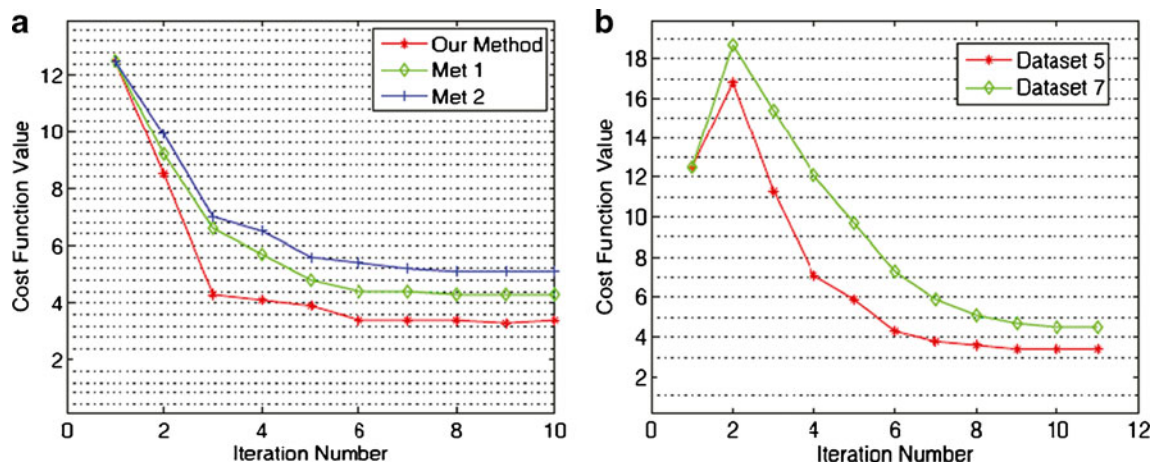 a
Our Method
Met 1
Met 2
Cost Function Value
12
10
8
6
4
2
0 2 4 6 8 10
Iteration Number
b
Dataset 5
Dataset 7
Cost Function Value
18
16
14
12
10
8
6
4
2
0 2 4 6 8 10 12
Iteration Number